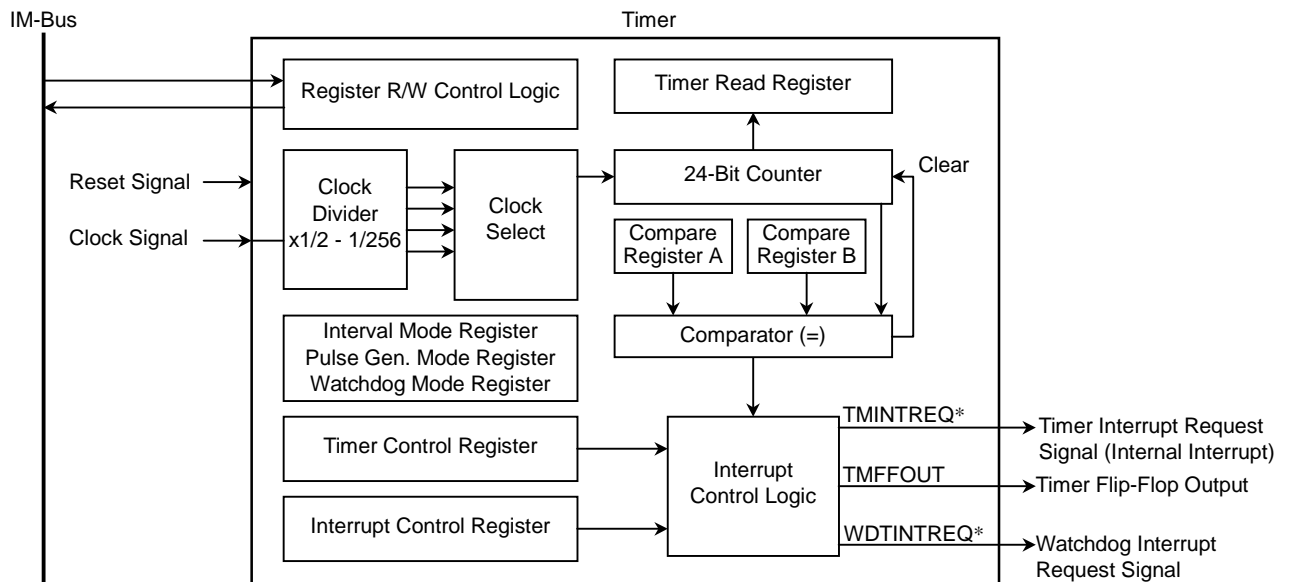 IM-Bus
Timer
Register R/W Control Logic
Timer Read Register
Reset Signal
Clock Signal
Clock
Divider
x1/2 - 1/256
Clock
Select
24-Bit Counter
Clear
Compare
Register A
Compare
Register B
Comparator (=)
Interval Mode Register
Pulse Gen. Mode Register
Watchdog Mode Register
Timer Control Register
Interrupt Control Register
Interrupt
Control Logic
TMINTREQ*
Timer Interrupt Request
Signal (Internal Interrupt)
TMFFOUT
Timer Flip-Flop Output
WDTINTREQ*
Watchdog Interrupt
Request Signal